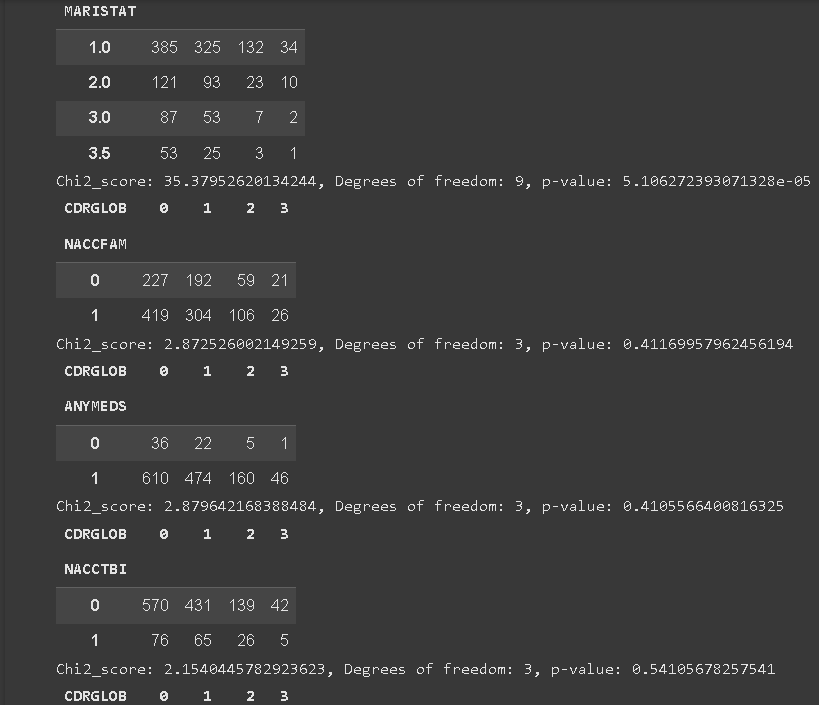 MARISTAT
1.0 385 325 132 34
2.0 121 93 23 10
3.0 87 53 7 2
3.5 53 25 3 1
Chi2_score: 35.37952620134244, Degrees of freedom: 9, p-value: 5.106272393071328e-05
CDRGLOB 0 1 2 3
NACCFAM
0 227 192 59 21
1 419 304 106 26
Chi2_score: 2.872526002149259, Degrees of freedom: 3, p-value: 0.41169957962456194
CDRGLOB 0 1 2 3
ANYMEDS
0 36 22 5 1
1 610 474 160 46
Chi2_score: 2.879642168388484, Degrees of freedom: 3, p-value: 0.4105566400816325
CDRGLOB 0 1 2 3
NACCTBI
0 570 431 139 42
1 76 65 26 5
Chi2_score: 2.1540445782923623, Degrees of freedom: 3, p-value: 0.54105678257541
CDRGLOB 0 1 2 3